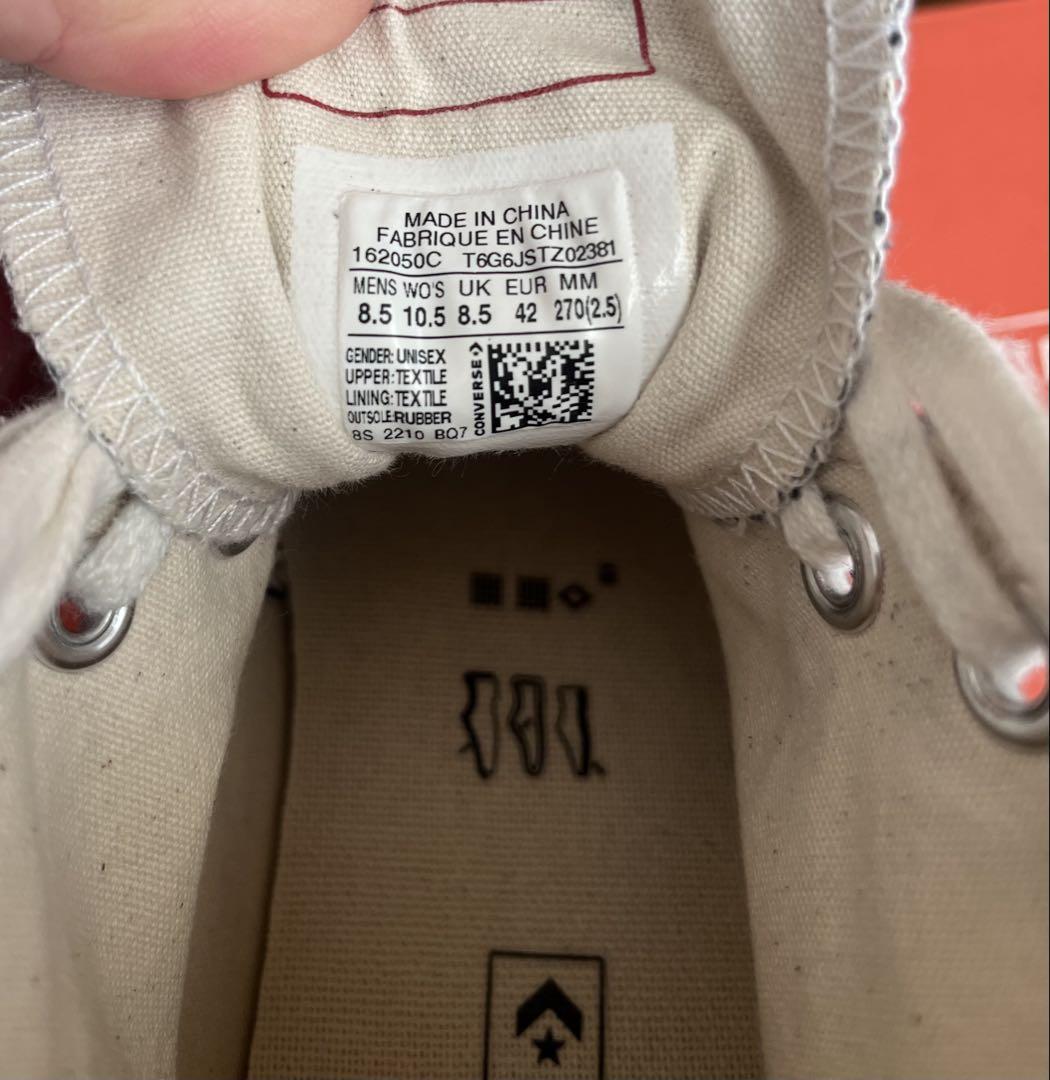 MADE IN CHINA
FABRIQUE EN CHINE
162050C T6G6JSTZ02381
MENS WO'S UK EUR MM
8.5 10.5 8.5 42 270(2.5)
GENDER: UNISEX
UPPER:TEXTILE
LINING:TEXTILE
OUTSOLE:RUBBER
8S 2210 BQ7
CONVERSE